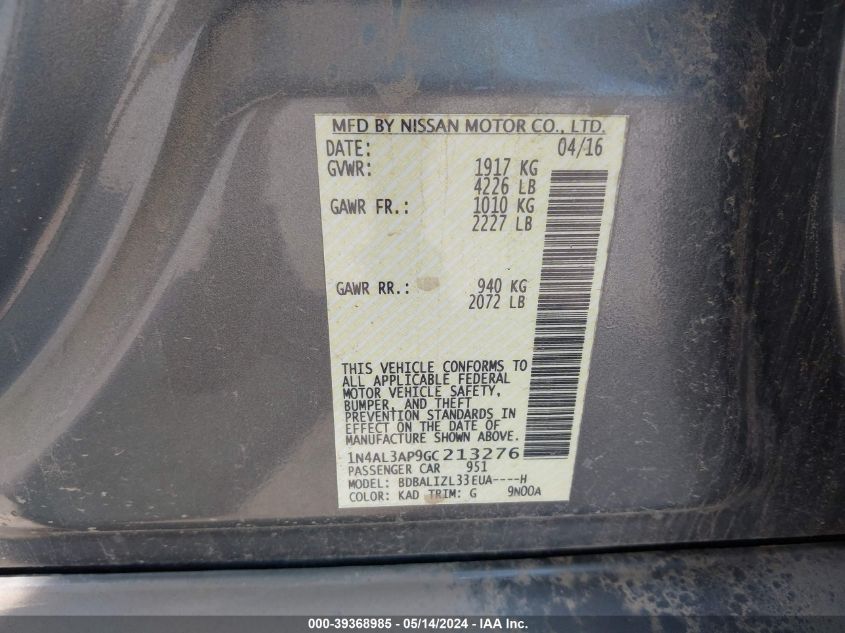 MFD BY NISSAN MOTOR CO., LTD.
DATE: 04/16
GVWR: 1917 KG
4226 LB
GAWR FR.: 1010 KG
2227 LB
GAWR RR.: 940 KG
2072 LB
THIS VEHICLE CONFORMS TO
ALL APPLICABLE FEDERAL
MOTOR VEHICLE SAFETY,
BUMPER, AND THEFT
PREVENTION STANDARDS IN
EFFECT ON THE DATE OF
MANUFACTURE SHOWN ABOVE.
1N4AL3AP9GC213276
PASSENGER CAR 951
MODEL: BDBALIZL33EUA----H
COLOR: KAD TRIM: G 9N00A
000-39368985 / 05/14/2024 - IAA Inc.